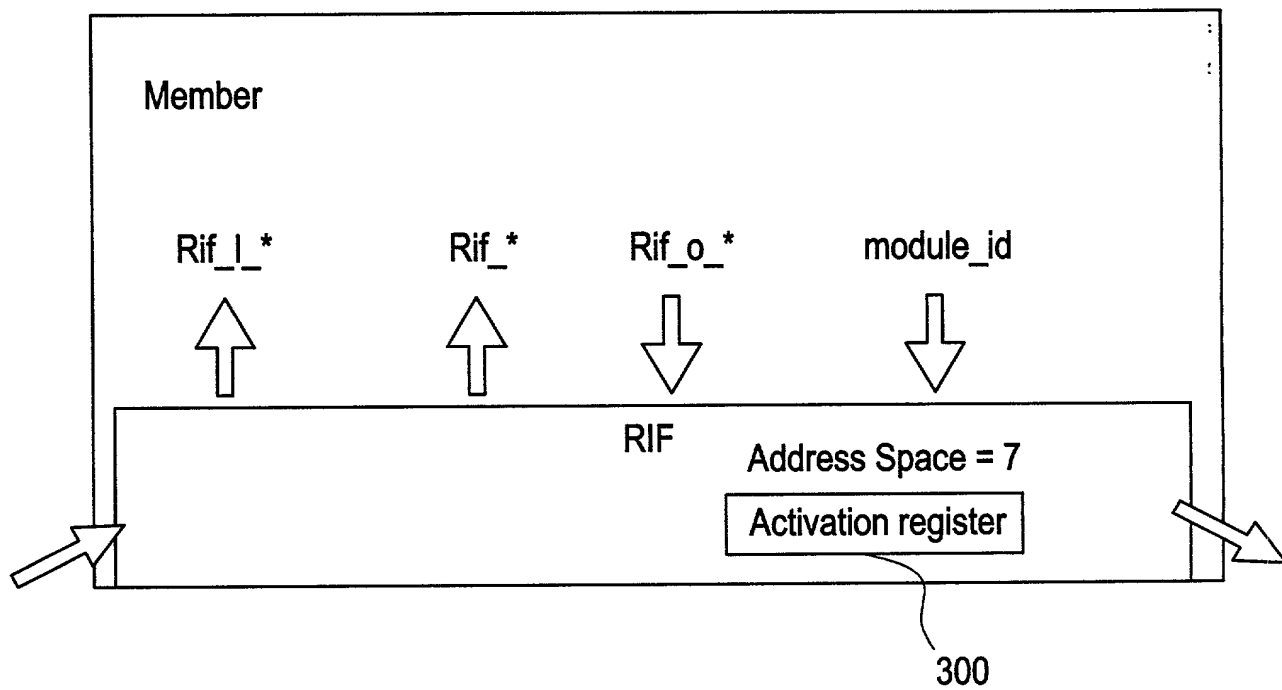 Member
Rif_I_* Rif_* Rif_o_* module_id
RIF
Address Space = 7
Activation register
300